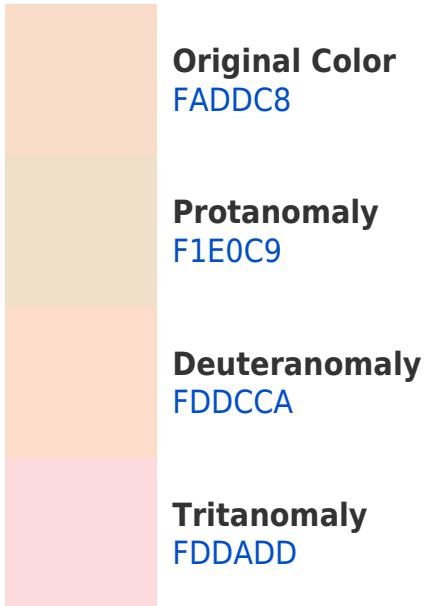 Original Color
FADDC8
Protanomaly
F1E0C9
Deuteranomaly
FDDCCA
Tritanomaly
FDDADD